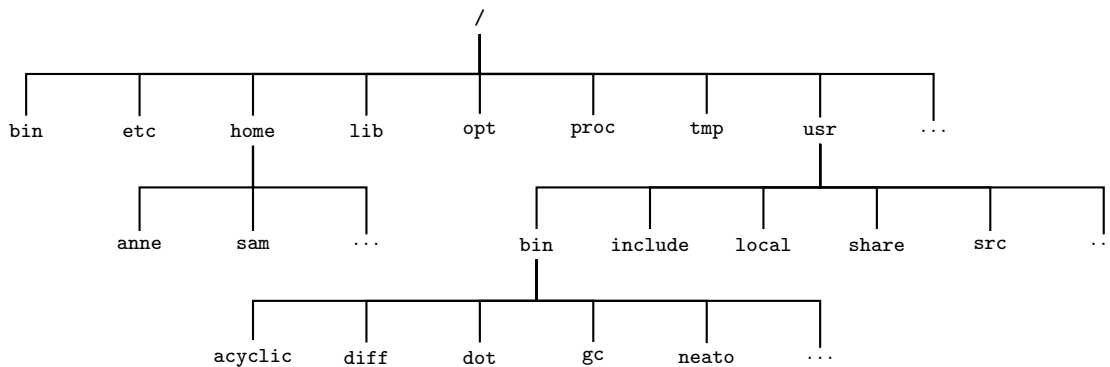 /
bin etc home lib opt proc tmp usr ...
anne sam ... bin include local share src ..
acyclic diff dot gc neato ...